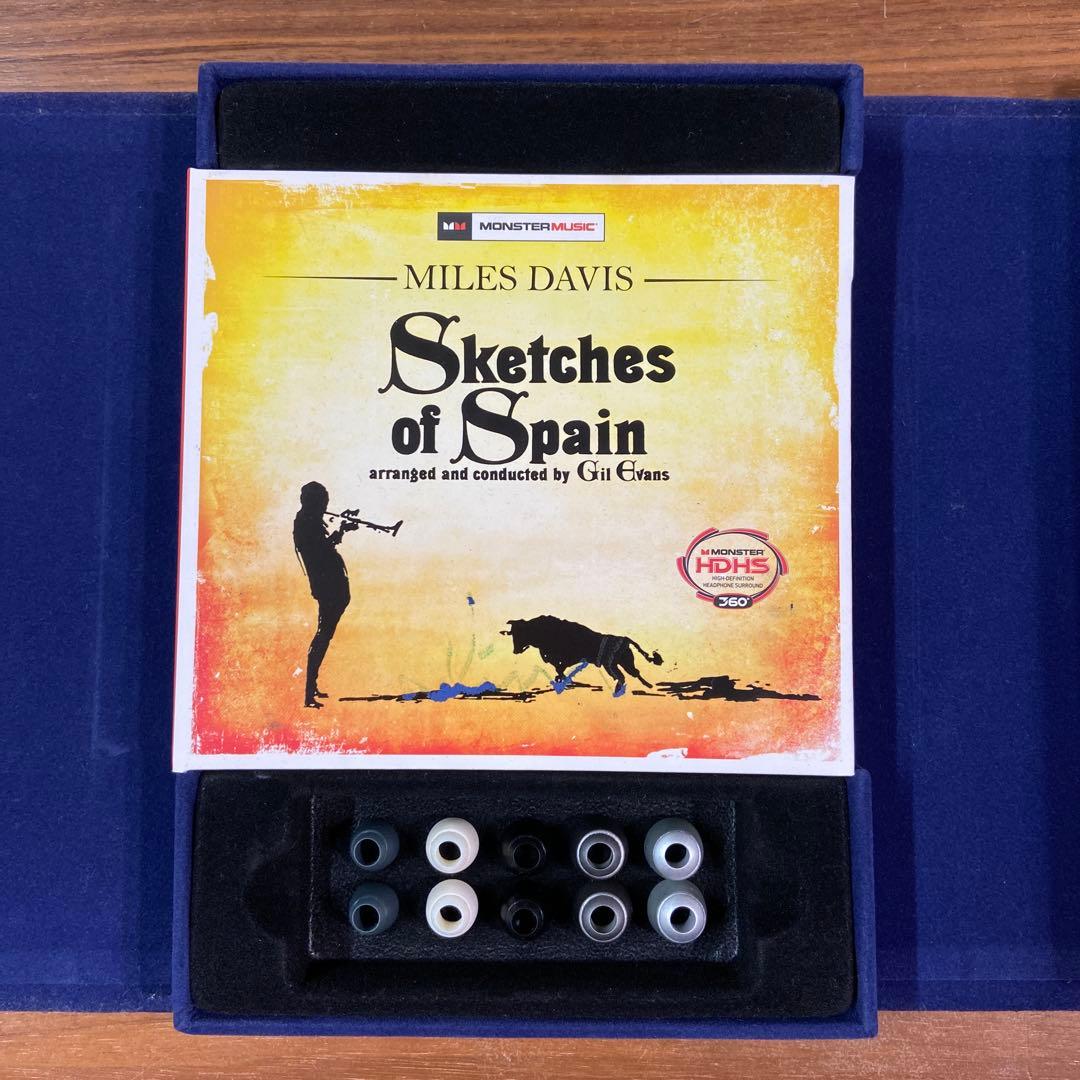 MONSTERMUSIC
MILES DAVIS
Sketches
of Spain
arranged and conducted by Gil Evans
MONSTER
HDHS
HIGH-DEFINITION
HEADPHONE SURROUND
360°